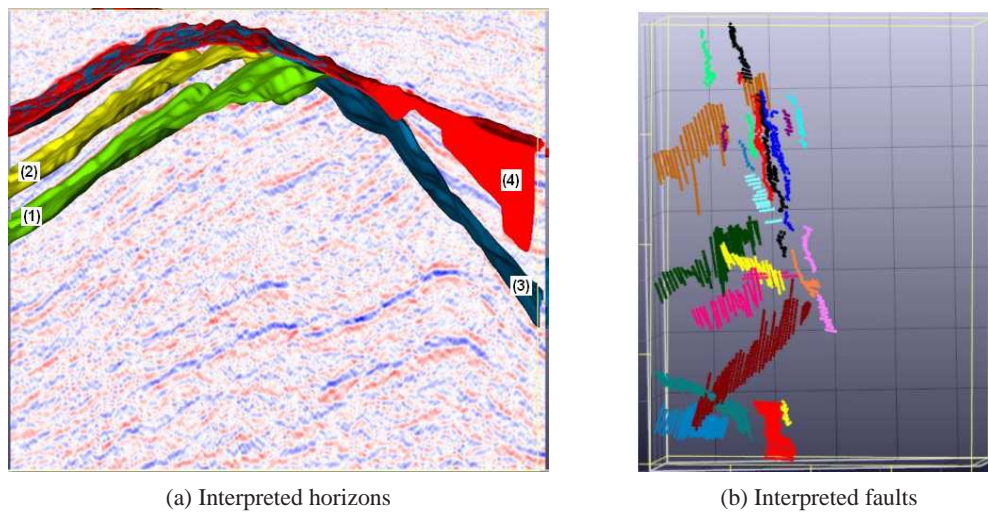 (2)
(4)
(1)
(3)
(a) Interpreted horizons
(b) Interpreted faults